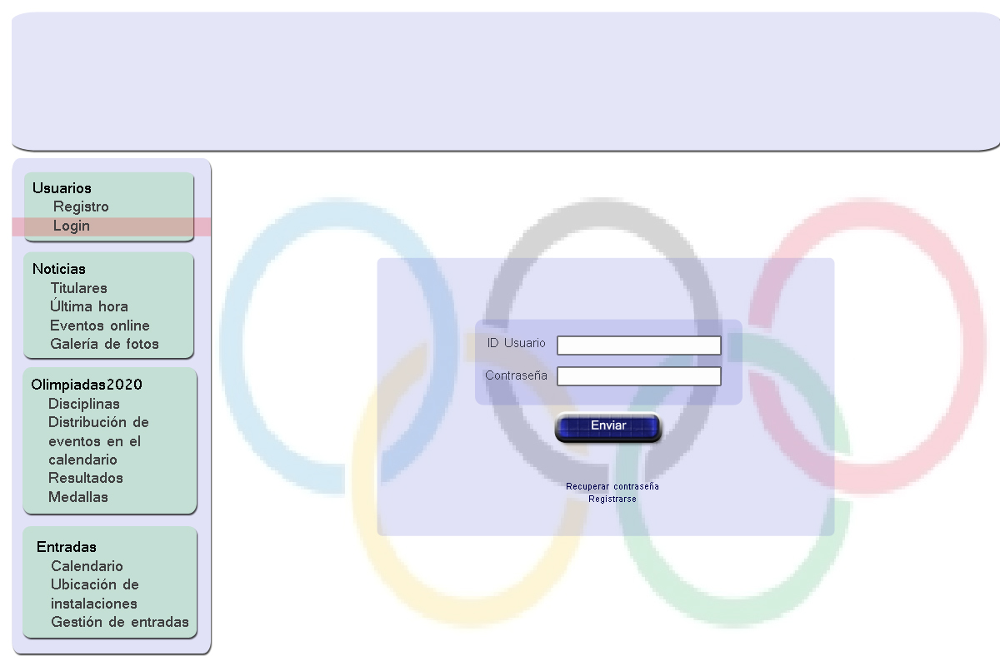 Usuarios
Registro
Login
Noticias
Titulares
Última hora
Eventos online
Galería de fotos
Olimpiadas2020
Disciplinas
Distribución de
eventos en el
calendario
Resultados
Medallas
Entradas
Calendario
Ubicación de
instalaciones
Gestión de entradas
ID Usuario
Contraseña
Enviar
Recuperar contraseña
Registrarse